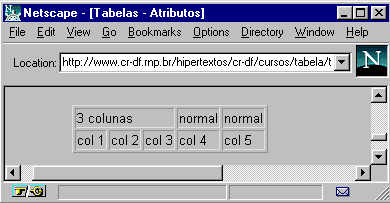 Netscape - [Tabelas - Atributos]
File Edit View Go Bookmarks Options Directory Window Help
Location: http://www.cr-df.rnp.br/hipertextos/cr-df/cursos/tabela/t
N
3 colunas normal normal
col 1 col 2 col 3 col 4 col 5